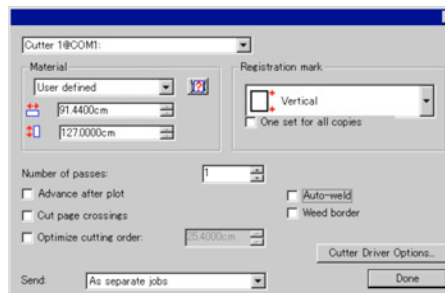 Cutter 1@COM1:
Material
User defined
91.4400cm
127.0000cm
Registration mark
Vertical
One set for all copies
Number of passes: 1
Advance after plot
Cut page crossings
Optimize cutting order: 25.4000cm
Auto-weld
Weed border
Cutter Driver Options...
Send: As separate jobs
Done